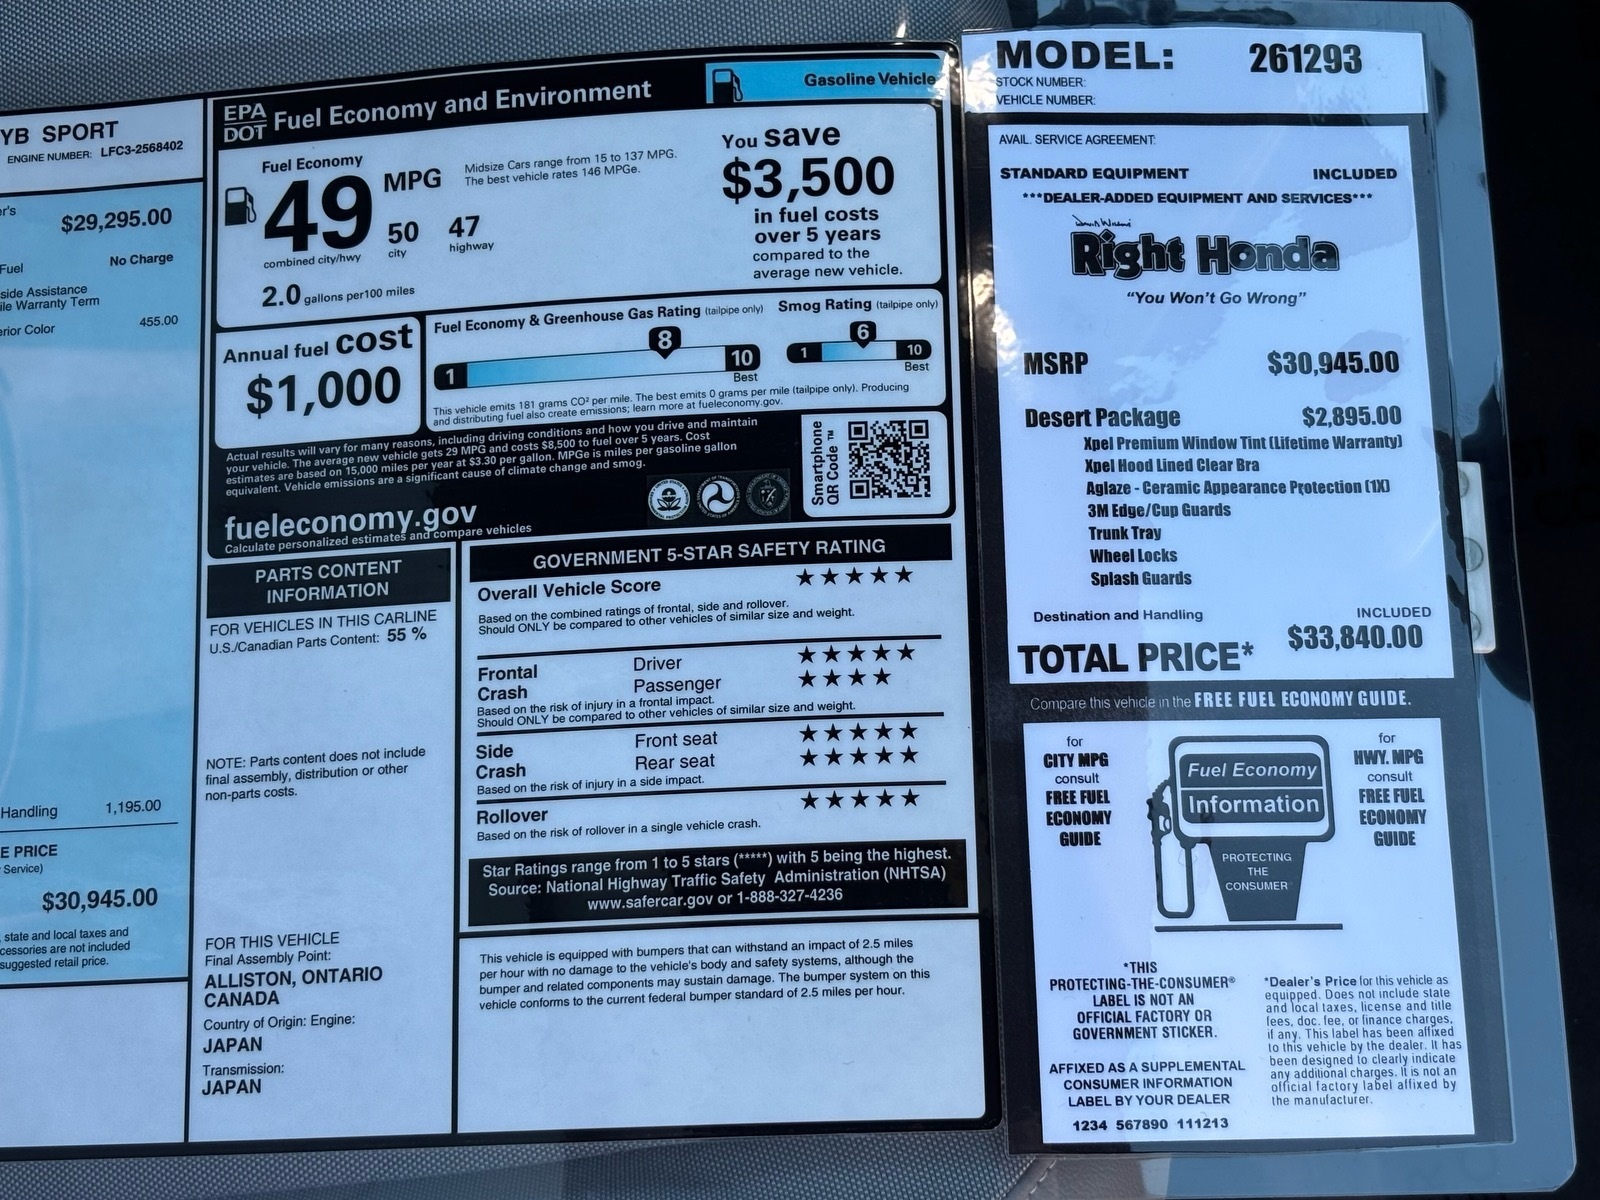 YB SPORT
ENGINE NUMBER: LFC3-2568402
er's $29,295.00
Fuel No Charge
side Assistance
ile Warranty Term
erior Color 455.00
Handling 1,195.00
E PRICE
Service)
$30,945.00
, state and local taxes and
cessories are not included
suggested retail price.
EPA
DOT
Fuel Economy and Environment
Gasoline Vehicle
Fuel Economy
49 MPG
combined city/hwy
50
city
47
highway
2.0 gallons per 100 miles
Midsize Cars range from 15 to 137 MPG.
The best vehicle rates 146 MPGe.
You save
$3,500
in fuel costs
over 5 years
compared to the
average new vehicle.
Annual fuel cost
$1,000
Fuel Economy & Greenhouse Gas Rating (tailpipe only)
1 8 10
Best
Smog Rating (tailpipe only)
1 6 10
Best
This vehicle emits 181 grams CO² per mile. The best emits 0 grams per mile (tailpipe only). Producing
and distributing fuel also create emissions; learn more at fueleconomy.gov.
Actual results will vary for many reasons, including driving conditions and how you drive and maintain
your vehicle. The average new vehicle gets 29 MPG and costs $8,500 to fuel over 5 years. Cost
estimates are based on 15,000 miles per year at $3.30 per gallon. MPGe is miles per gasoline gallon
equivalent. Vehicle emissions are a significant cause of climate change and smog.
fueleconomy.gov
Calculate personalized estimates and compare vehicles
Smartphone
QR Code™
PARTS CONTENT
INFORMATION
FOR VEHICLES IN THIS CARLINE
U.S./Canadian Parts Content: 55 %
NOTE: Parts content does not include
final assembly, distribution or other
non-parts costs.
FOR THIS VEHICLE
Final Assembly Point:
ALLISTON, ONTARIO
CANADA
Country of Origin: Engine:
JAPAN
Transmission:
JAPAN
GOVERNMENT 5-STAR SAFETY RATING
Overall Vehicle Score ★★★★★
Based on the combined ratings of frontal, side and rollover.
Should ONLY be compared to other vehicles of similar size and weight.
Frontal Driver ★★★★★
Crash Passenger ★★★★
Based on the risk of injury in a frontal impact.
Should ONLY be compared to other vehicles of similar size and weight.
Side Front seat ★★★★★
Crash Rear seat ★★★★★
Based on the risk of injury in a side impact.
Rollover ★★★★★
Based on the risk of rollover in a single vehicle crash.
Star Ratings range from 1 to 5 stars (*****) with 5 being the highest.
Source: National Highway Traffic Safety Administration (NHTSA)
www.safercar.gov or 1-888-327-4236
This vehicle is equipped with bumpers that can withstand an impact of 2.5 miles
per hour with no damage to the vehicle's body and safety systems, although the
bumper and related components may sustain damage. The bumper system on this
vehicle conforms to the current federal bumper standard of 2.5 miles per hour.
MODEL: 261293
STOCK NUMBER:
VEHICLE NUMBER:
AVAIL. SERVICE AGREEMENT:
STANDARD EQUIPMENT INCLUDED
***DEALER-ADDED EQUIPMENT AND SERVICES***
Right Honda
"You Won't Go Wrong"
MSRP $30,945.00
Desert Package $2,895.00
Xpel Premium Window Tint (Lifetime Warranty)
Xpel Hood Lined Clear Bra
Aglaze - Ceramic Appearance Protection (1X)
3M Edge/Cup Guards
Trunk Tray
Wheel Locks
Splash Guards
Destination and Handling INCLUDED
TOTAL PRICE* $33,840.00
Compare this vehicle in the FREE FUEL ECONOMY GUIDE.
for
CITY MPG
consult
FREE FUEL
ECONOMY
GUIDE
Fuel Economy
Information
PROTECTING
THE
CONSUMER
for
HWY. MPG
consult
FREE FUEL
ECONOMY
GUIDE
*THIS
PROTECTING-THE-CONSUMER®
LABEL IS NOT AN
OFFICIAL FACTORY OR
GOVERNMENT STICKER.
AFFIXED AS A SUPPLEMENTAL
CONSUMER INFORMATION
LABEL BY YOUR DEALER
1234 567890 111213
*Dealer's Price for this vehicle as
equipped. Does not include state
and local taxes, license and title
fees, doc. fee, or finance charges,
if any. This label has been affixed
to this vehicle by the dealer. It has
been designed to clearly indicate
any additional charges. It is not an
official factory label affixed by
the manufacturer.